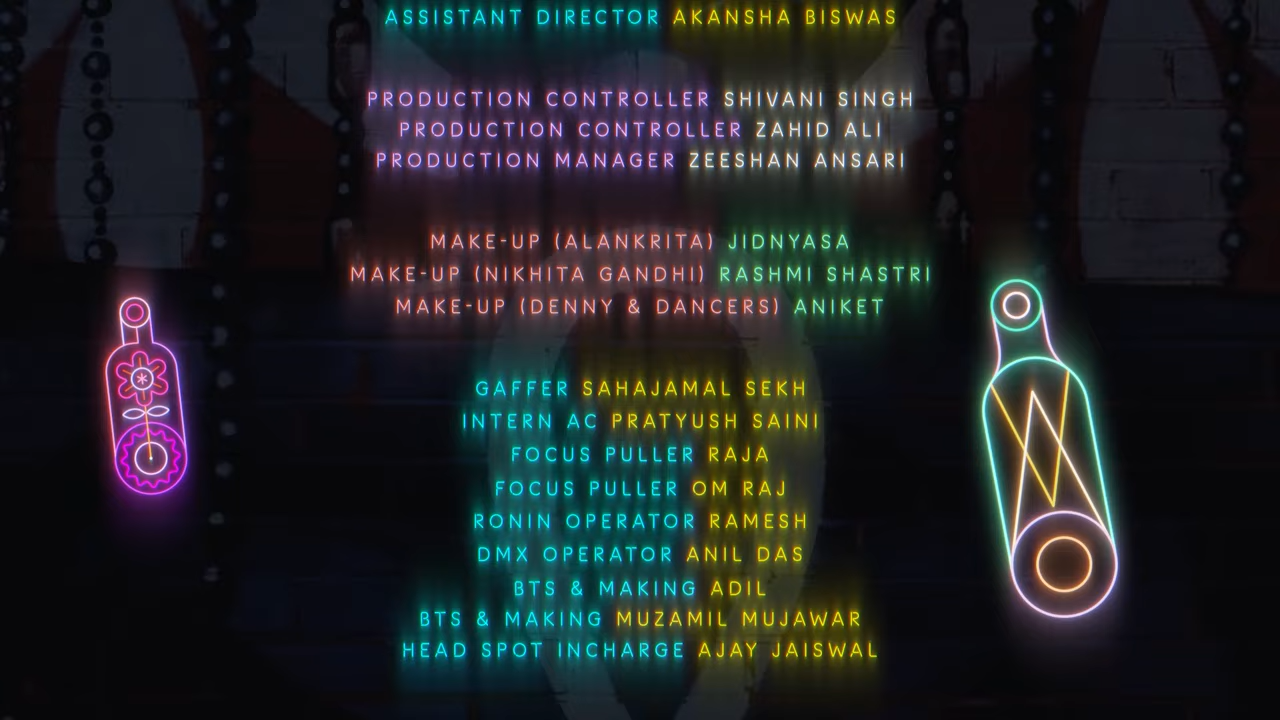 ASSISTANT DIRECTOR AKANSHA BISWAS
PRODUCTION CONTROLLER SHIVANI SINGH
PRODUCTION CONTROLLER ZAHID ALI
PRODUCTION MANAGER ZEESHAN ANSARI
MAKE-UP (ALANKRITA) JIDNYASA
MAKE-UP (NIKHITA GANDHI) RASHMI SHASTRI
MAKE-UP (DENNY & DANCERS) ANIKET
GAFFER SAHAJAMAL SEKH
INTERN AC PRATYUSH SAINI
FOCUS PULLER RAJA
FOCUS PULLER OM RAJ
RONIN OPERATOR RAMESH
DMX OPERATOR ANIL DAS
BTS & MAKING ADIL
BTS & MAKING MUZAMIL MUJAWAR
HEAD SPOT INCHARGE AJAY JAISWAL